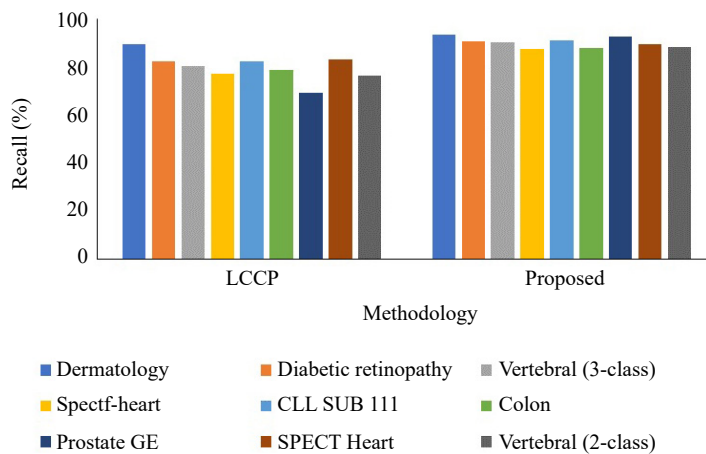 100
80
60
40
20
0
Recall (%)
LCCP Proposed
Methodology
Dermatology Diabetic retinopathy Vertebral (3-class)
Spectf-heart CLL SUB 111 Colon
Prostate GE SPECT Heart Vertebral (2-class)